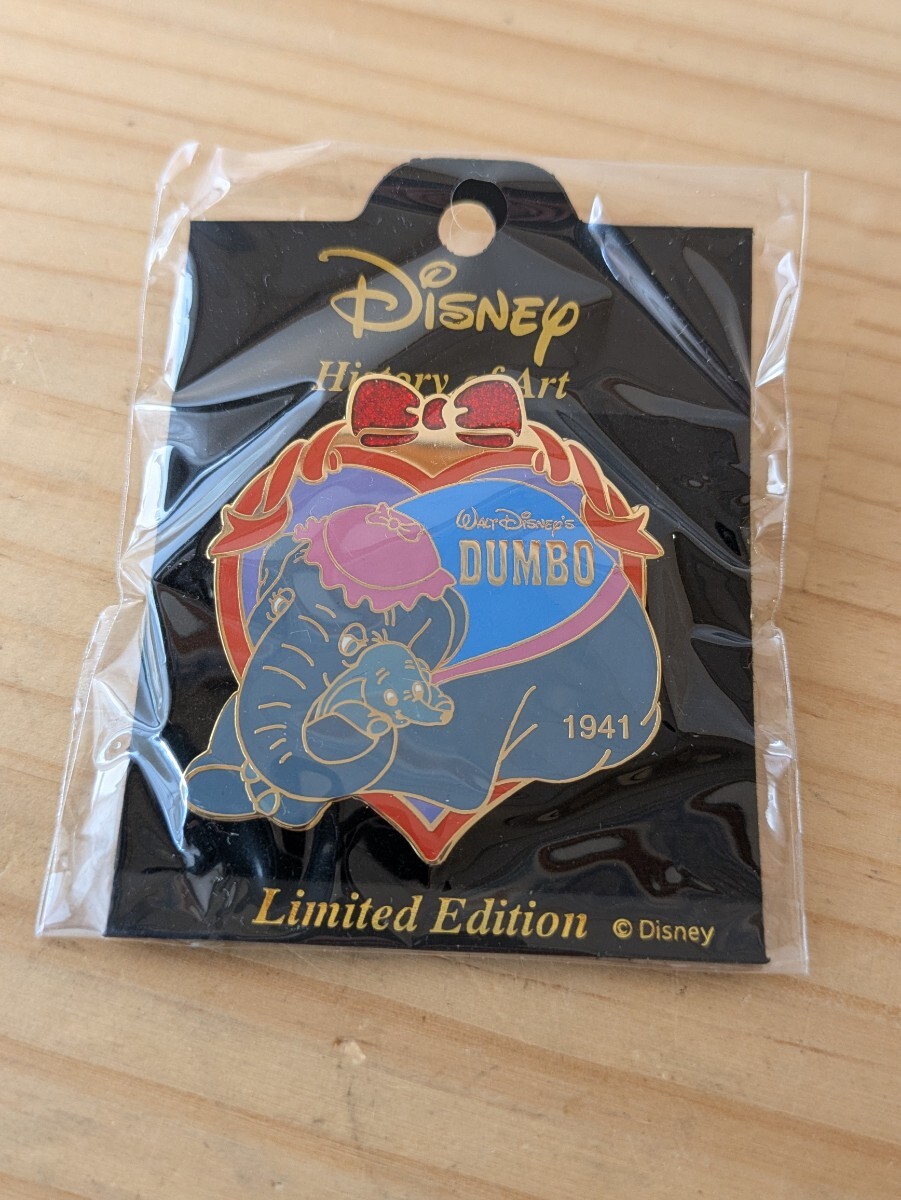 Disney
History of Art
Walt Disney's
DUMBO
1941
Limited Edition
© Disney